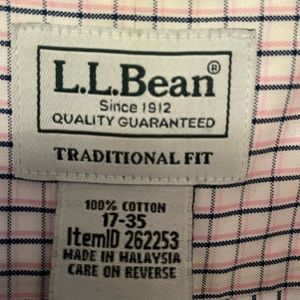 L.L.Bean®
Since 1912
QUALITY GUARANTEED
TRADITIONAL FIT
100% COTTON
17-35
ItemID 262253
MADE IN MALAYSIA
CARE ON REVERSE